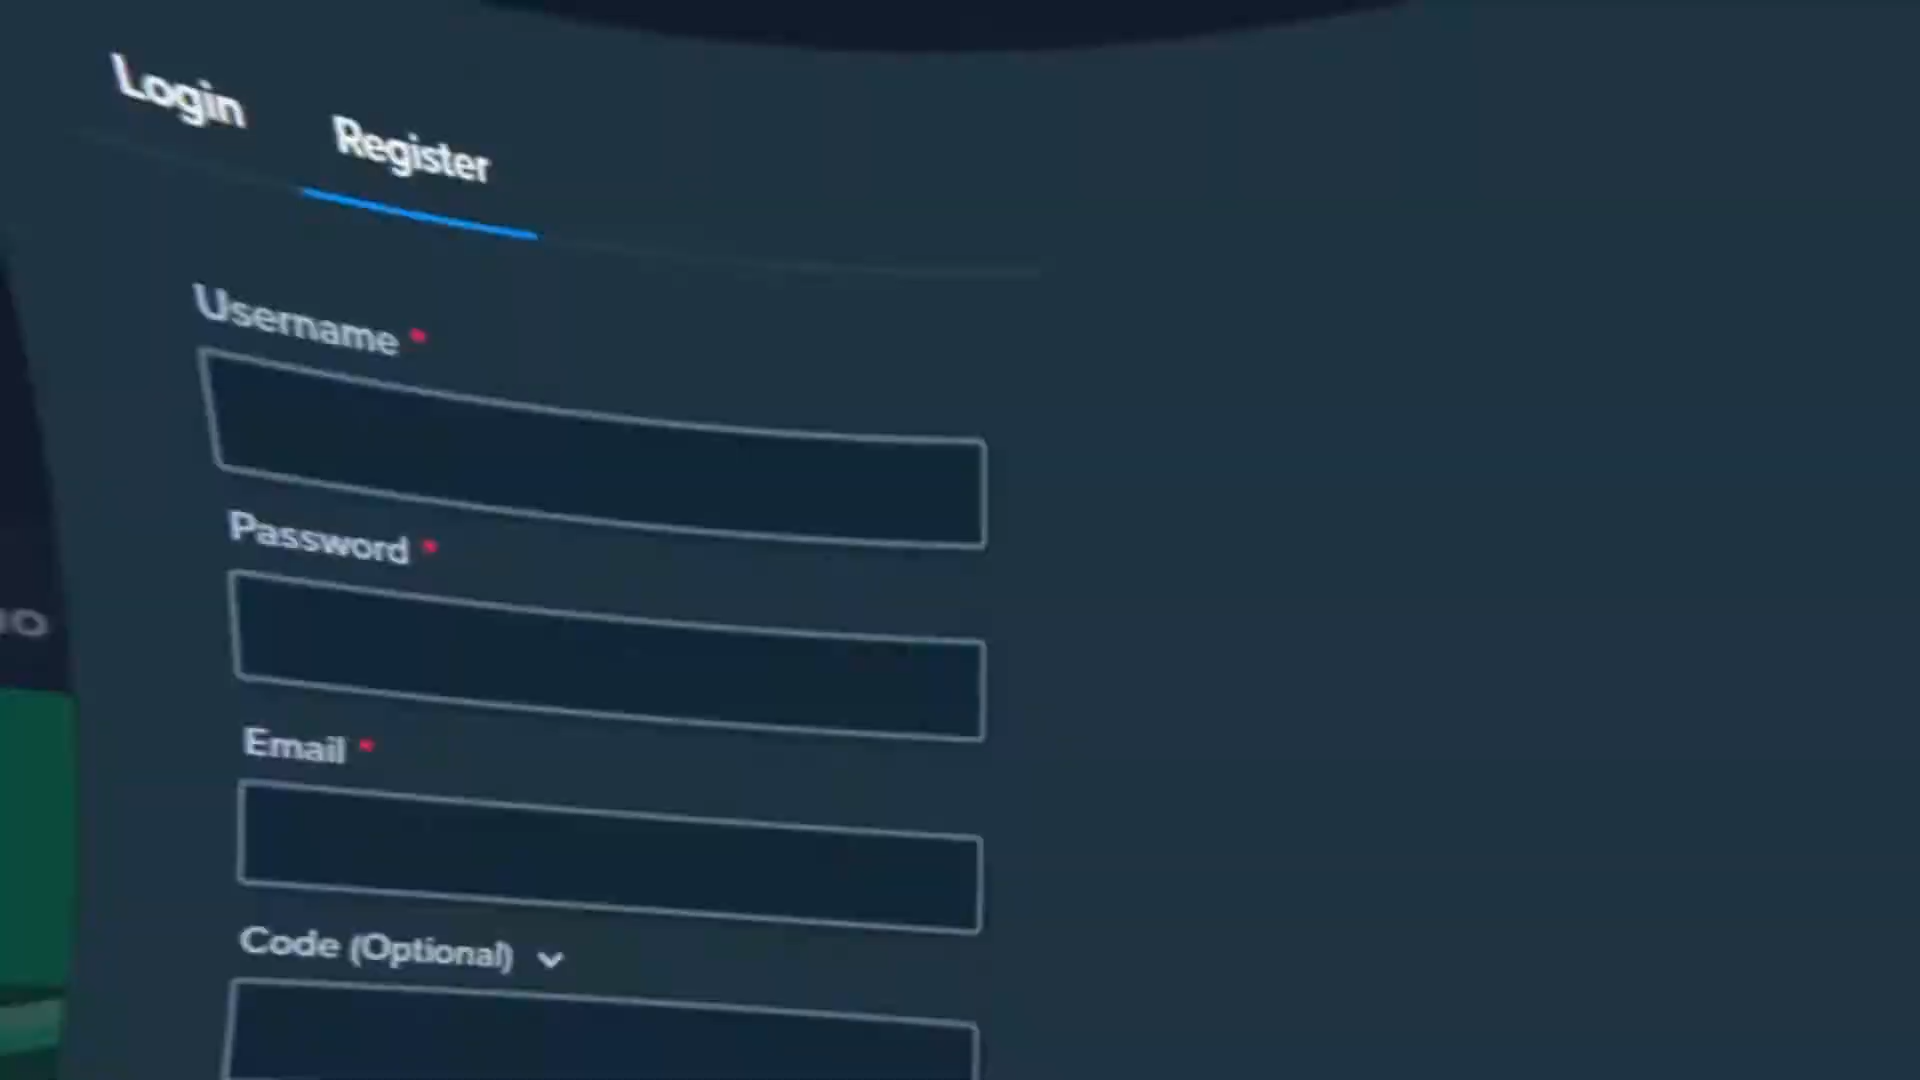 Login
Register
Username *
Password *
Email *
Code (Optional)